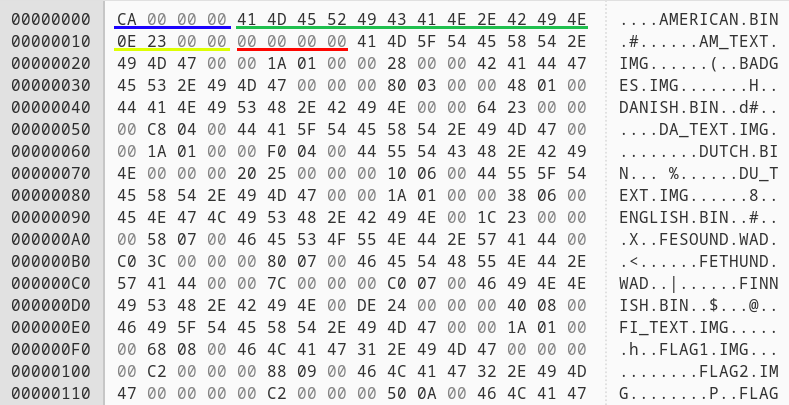 00000000 CA 00 00 00 41 4D 45 52 49 43 41 4E 2E 42 49 4E ....AMERICAN.BIN
00000010 0E 23 00 00 00 00 00 00 41 4D 5F 54 45 58 54 2E .#......AM_TEXT.
00000020 49 4D 47 00 00 1A 01 00 00 28 00 00 42 41 44 47 IMG......(..BADG
00000030 45 53 2E 49 4D 47 00 00 00 80 03 00 00 48 01 00 ES.IMG.......H..
00000040 44 41 4E 49 53 48 2E 42 49 4E 00 00 00 64 23 00 DANISH.BIN..d#..
00000050 00 C8 04 00 44 41 5F 54 45 58 54 2E 49 4D 47 00 ....DA_TEXT.IMG.
00000060 00 1A 01 00 00 F0 04 00 44 55 54 43 48 2E 42 49 ........DUTCH.BI
00000070 4E 00 00 00 20 25 00 00 00 10 06 00 44 55 5F 54 N... %......DU_T
00000080 45 58 54 2E 49 4D 47 00 00 1A 01 00 00 38 06 00 EXT.IMG......8..
00000090 45 4E 47 4C 49 53 48 2E 42 49 4E 00 1C 23 00 00 ENGLISH.BIN..#..
000000A0 00 58 07 00 46 45 53 4F 55 4E 44 2E 57 41 44 00 .X..FESOUND.WAD.
000000B0 C0 3C 00 00 00 80 07 00 46 45 54 48 55 4E 44 2E .<......FETHUND.
000000C0 57 41 44 00 00 7C 00 00 00 C0 07 00 46 49 4E 4E WAD..|......FINN
000000D0 49 53 48 2E 42 49 4E 00 DE 24 00 00 00 40 08 00 ISH.BIN..$...@..
000000E0 46 49 5F 54 45 58 54 2E 49 4D 47 00 00 1A 01 00 FI_TEXT.IMG.....
000000F0 00 68 08 00 46 4C 41 47 31 2E 49 4D 47 00 00 00 .h..FLAG1.IMG...
00000100 00 C2 00 00 00 88 09 00 46 4C 41 47 32 2E 49 4D ........FLAG2.IM
00000110 47 00 00 00 00 C2 00 00 00 50 0A 00 46 4C 41 47 G........P..FLAG